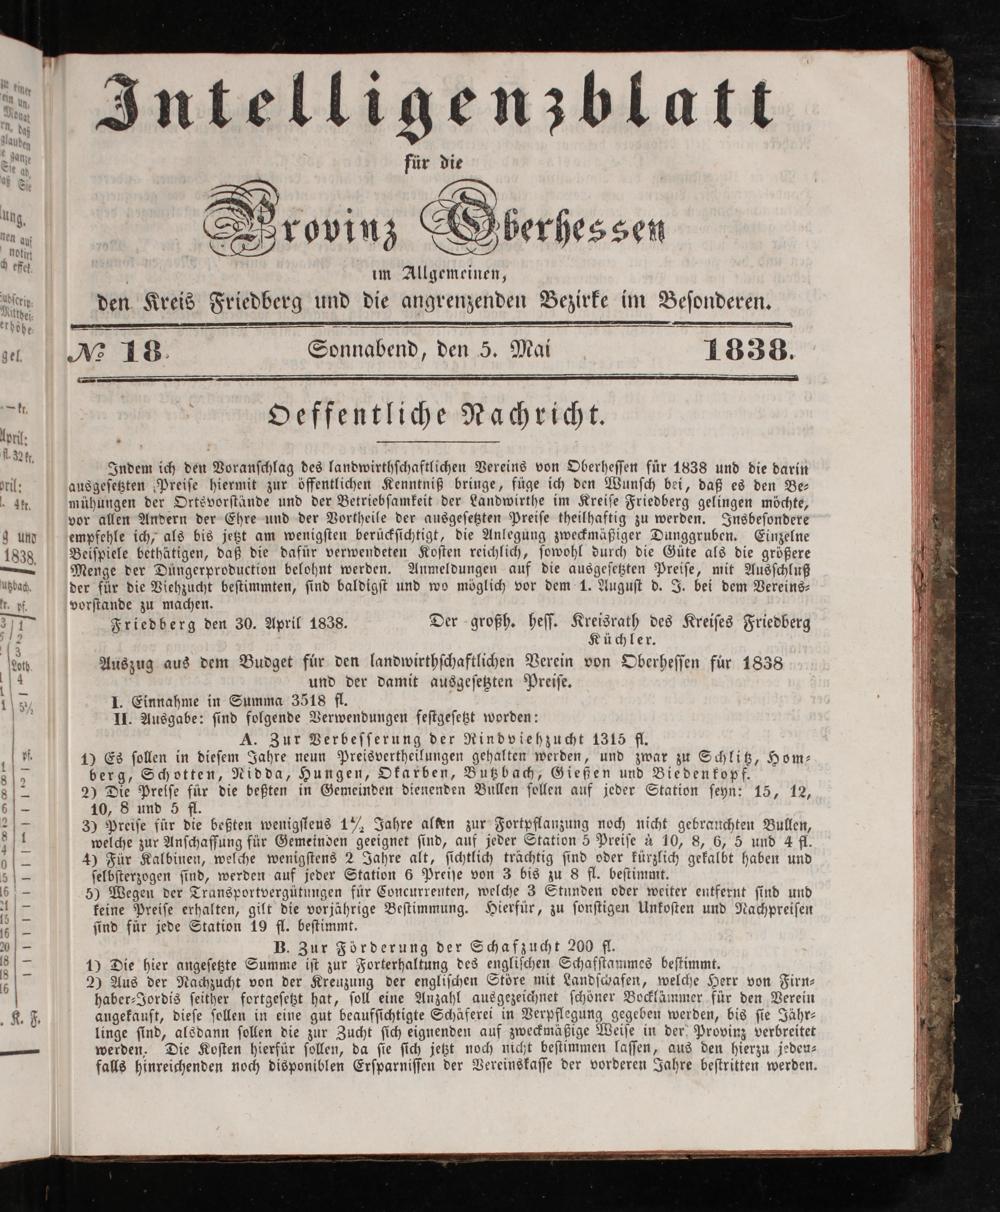 Intelligenzblatt
für die
Provinz Oberhessen
im Allgemeinen,
den Kreis Friedberg und die angrenzenden Bezirke im Besonderen.
№ 18. Sonnabend, den 5. Mai 1838.
Oeffentliche Nachricht.
Indem ich den Voranschlag des landwirthschaftlichen Vereins von Oberhessen für 1838 und die darin
ausgesetzten Preise hiermit zur öffentlichen Kenntniß bringe, füge ich den Wunsch bei, daß es den Be-
mühungen der Ortsvorstände und der Betriebsamkeit der Landwirthe im Kreise Friedberg gelingen möchte,
vor allen Andern der Ehre und der Vortheile der ausgesetzten Preise theilhaftig zu werden. Insbesondere
empfehle ich, als bis jetzt am wenigsten berücksichtigt, die Anlegung zweckmäßiger Dunggruben. Einzelne
Beispiele bethätigen, daß die dafür verwendeten Kosten reichlich, sowohl durch die Güte als die größere
Menge der Düngerproduction belohnt werden. Anmeldungen auf die ausgesetzten Preise, mit Ausschluß
der für die Viehzucht bestimmten, sind baldigst und wo möglich vor dem 1. August d. J. bei dem Vereins-
vorstande zu machen.
Friedberg den 30. April 1838. Der großh. hess. Kreisrath des Kreises Friedberg
Küchler.
Auszug aus dem Budget für den landwirthschaftlichen Verein von Oberhessen für 1838
und der damit ausgesetzten Preise.
I. Einnahme in Summa 3518 fl.
II. Ausgabe: sind folgende Verwendungen festgesetzt worden:
A. Zur Verbesserung der Rindviehzucht 1315 fl.
1) Es sollen in diesem Jahre neun Preisvertheilungen gehalten werden, und zwar zu Schlitz, Hom-
berg, Schotten, Nidda, Hungen, Okarben, Butzbach, Gießen und Biedenkopf.
2) Die Preise für die beßten in Gemeinden dienenden Bullen sollen auf jeder Station seyn: 15, 12,
10, 8 und 5 fl.
3) Preise für die beßten wenigstens 1½ Jahre alten zur Fortpflanzung noch nicht gebrauchten Bullen,
welche zur Anschaffung für Gemeinden geeignet sind, auf jeder Station 5 Preise à 10, 8, 6, 5 und 4 fl.
4) Für Kalbinen, welche wenigstens 2 Jahre alt, sichtlich trächtig sind oder kürzlich gekalbt haben und
selbsterzogen sind, werden auf jeder Station 6 Preise von 3 bis zu 8 fl. bestimmt.
5) Wegen der Transportvergütungen für Concurrenten, welche 3 Stunden oder weiter entfernt sind und
keine Preise erhalten, gilt die vorjährige Bestimmung. Hierfür, zu sonstigen Unkosten und Nachpreisen
sind für jede Station 19 fl. bestimmt.
B. Zur Förderung der Schafzucht 200 fl.
1) Die hier angesetzte Summe ist zur Forterhaltung des englischen Schafstammes bestimmt.
2) Aus der Nachzucht von der Kreuzung der englischen Störe mit Landschafen, welche Herr von Firn-
haber-Jordis seither fortgesetzt hat, soll eine Anzahl ausgezeichnet schöner Bocklämmer für den Verein
angekauft, diese sollen in eine gut beaufsichtigte Schäferei in Verpflegung gegeben werden, bis sie Jähr-
linge sind, alsdann sollen die zur Zucht sich eignenden auf zweckmäßige Weise in der Provinz verbreitet
werden. Die Kosten hierfür sollen, da sie sich jetzt noch nicht bestimmen lassen, aus den hierzu jeden-
falls hinreichenden noch disponiblen Ersparnissen der Vereinskasse der vorderen Jahre bestritten werden.